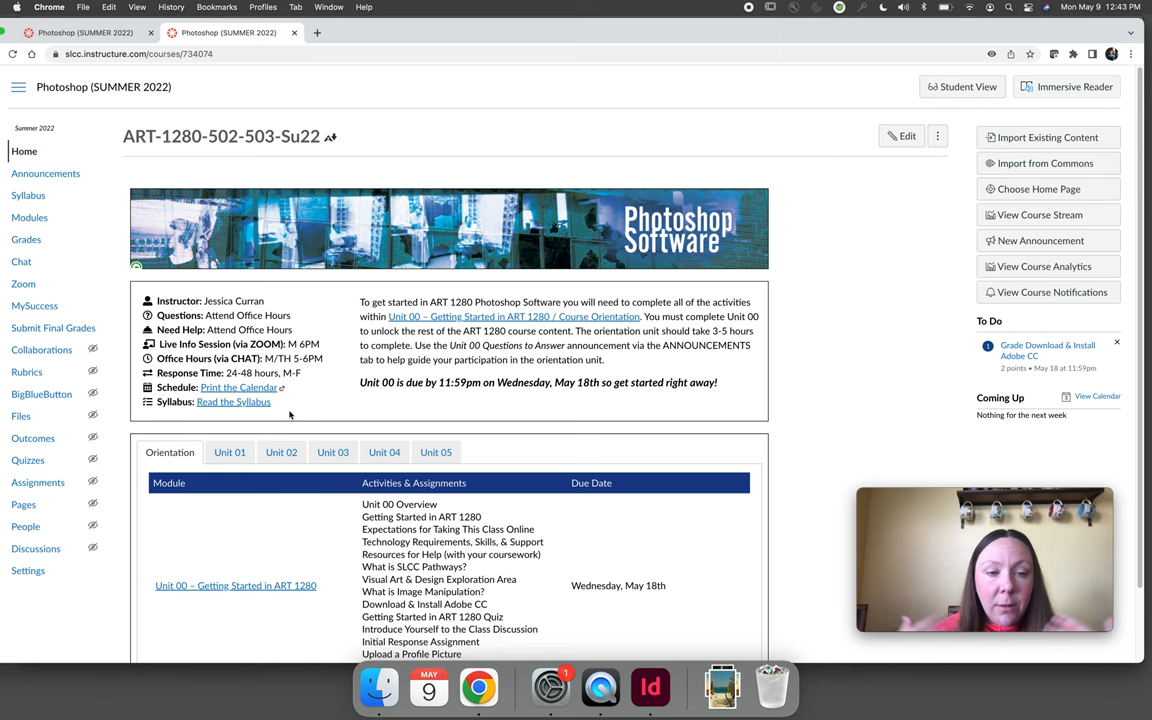 Chrome File Edit View History Bookmarks Profiles Tab Window Help Mon May 9 12:43 PM
Photoshop (SUMMER 2022) Photoshop (SUMMER 2022)
slcc.instructure.com/courses/734074
Photoshop (SUMMER 2022) Student View Immersive Reader
Summer 2022
Home
Announcements
Syllabus
Modules
Grades
Chat
Zoom
MySuccess
Submit Final Grades
Collaborations
Rubrics
BigBlueButton
Files
Outcomes
Quizzes
Assignments
Pages
People
Discussions
Settings
ART-1280-502-503-Su22 Edit
Photoshop
Software
Instructor: Jessica Curran
Questions: Attend Office Hours
Need Help: Attend Office Hours
Live Info Session (via ZOOM): M 6PM
Office Hours (via CHAT): M/TH 5-6PM
Response Time: 24-48 hours, M-F
Schedule: Print the Calendar
Syllabus: Read the Syllabus
To get started in ART 1280 Photoshop Software you will need to complete all of the activities
within Unit 00 – Getting Started in ART 1280 / Course Orientation. You must complete Unit 00
to unlock the rest of the ART 1280 course content. The orientation unit should take 3-5 hours
to complete. Use the Unit 00 Questions to Answer announcement via the ANNOUNCEMENTS
tab to help guide your participation in the orientation unit.
Unit 00 is due by 11:59pm on Wednesday, May 18th so get started right away!
Orientation Unit 01 Unit 02 Unit 03 Unit 04 Unit 05
Module Activities & Assignments Due Date
Unit 00 – Getting Started in ART 1280
Unit 00 Overview
Getting Started in ART 1280
Expectations for Taking This Class Online
Technology Requirements, Skills, & Support
Resources for Help (with your coursework)
What is SLCC Pathways?
Visual Art & Design Exploration Area
What is Image Manipulation?
Download & Install Adobe CC
Getting Started in ART 1280 Quiz
Introduce Yourself to the Class Discussion
Initial Response Assignment
Upload a Profile Picture
Wednesday, May 18th
Import Existing Content
Import from Commons
Choose Home Page
View Course Stream
New Announcement
View Course Analytics
View Course Notifications
To Do
1 Grade Download & Install
Adobe CC
2 points • May 18 at 11:59pm
Coming Up View Calendar
Nothing for the next week
MAY
9
1
Id